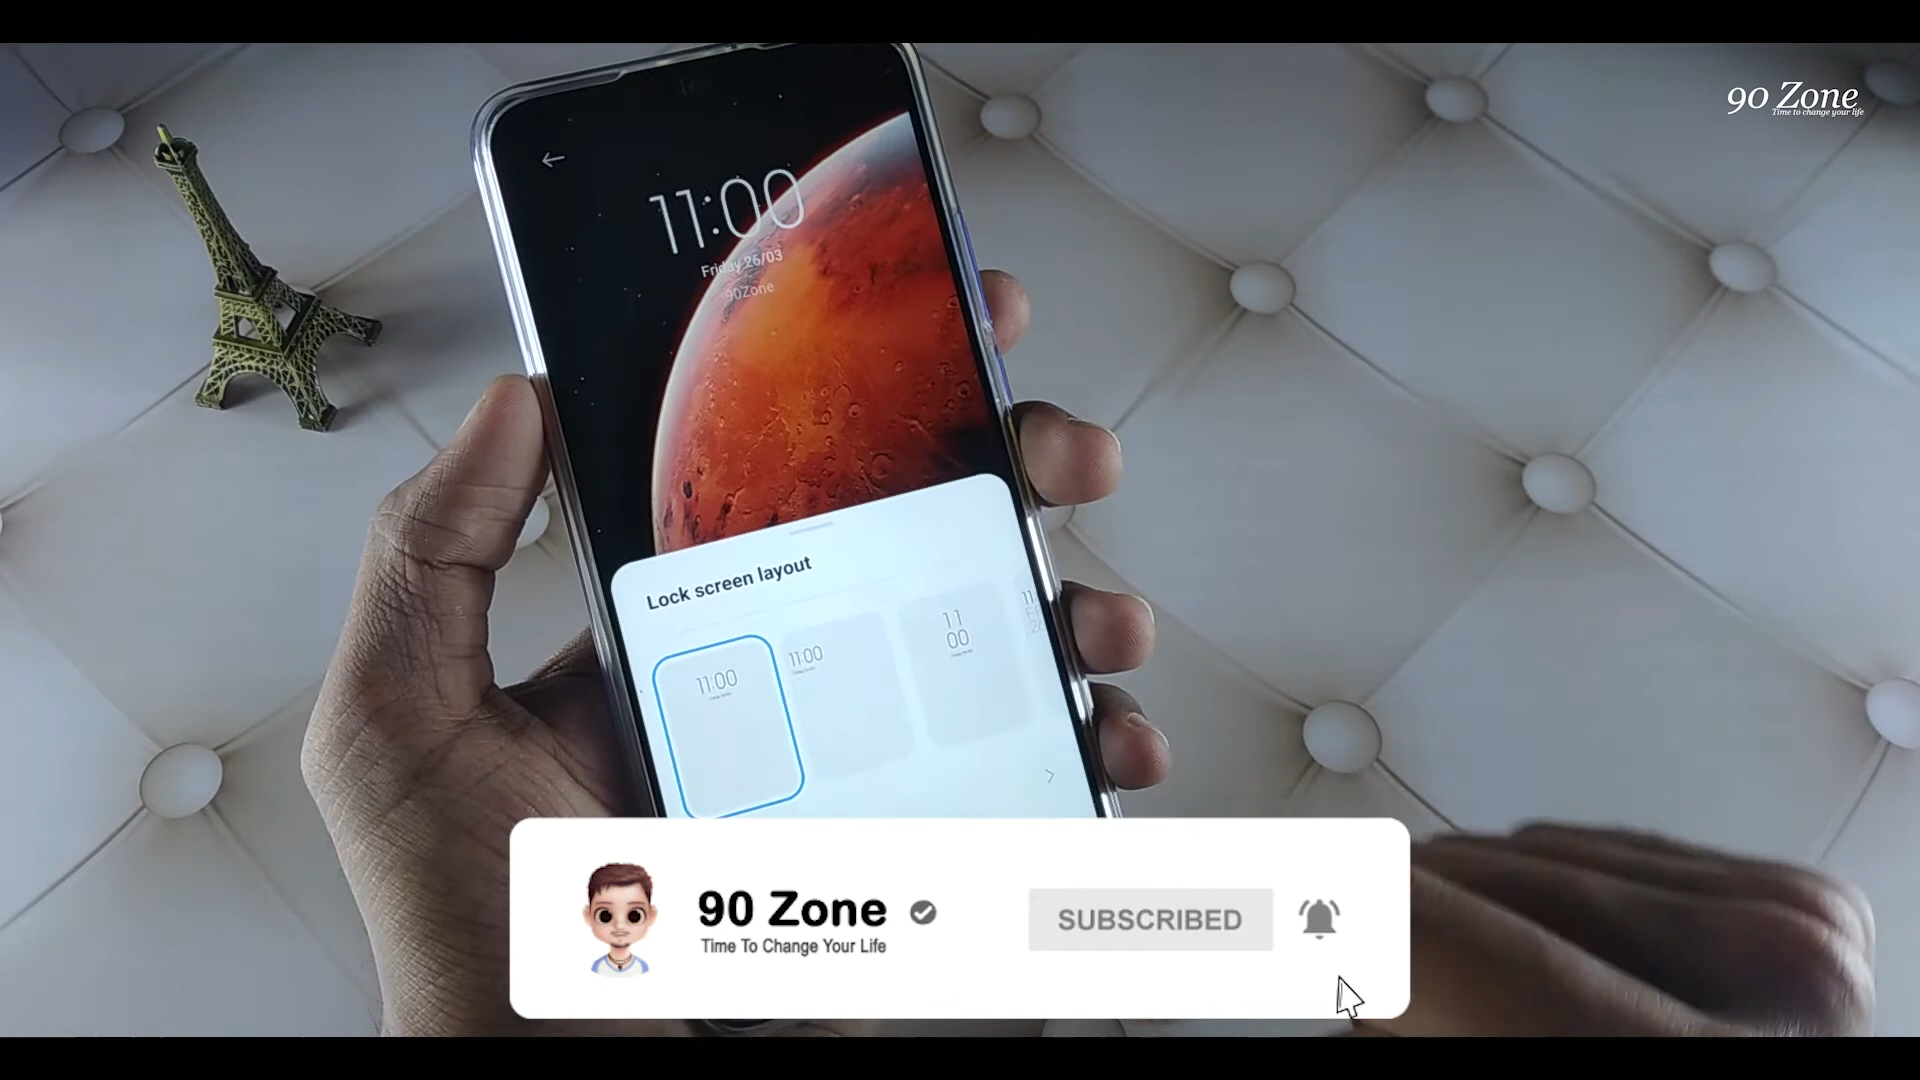 90 Zone
Time to change your life
11:00
Friday 26/03
90Zone
Lock screen layout
11:00
11:00
11
00
11
90 Zone
Time To Change Your Life
SUBSCRIBED